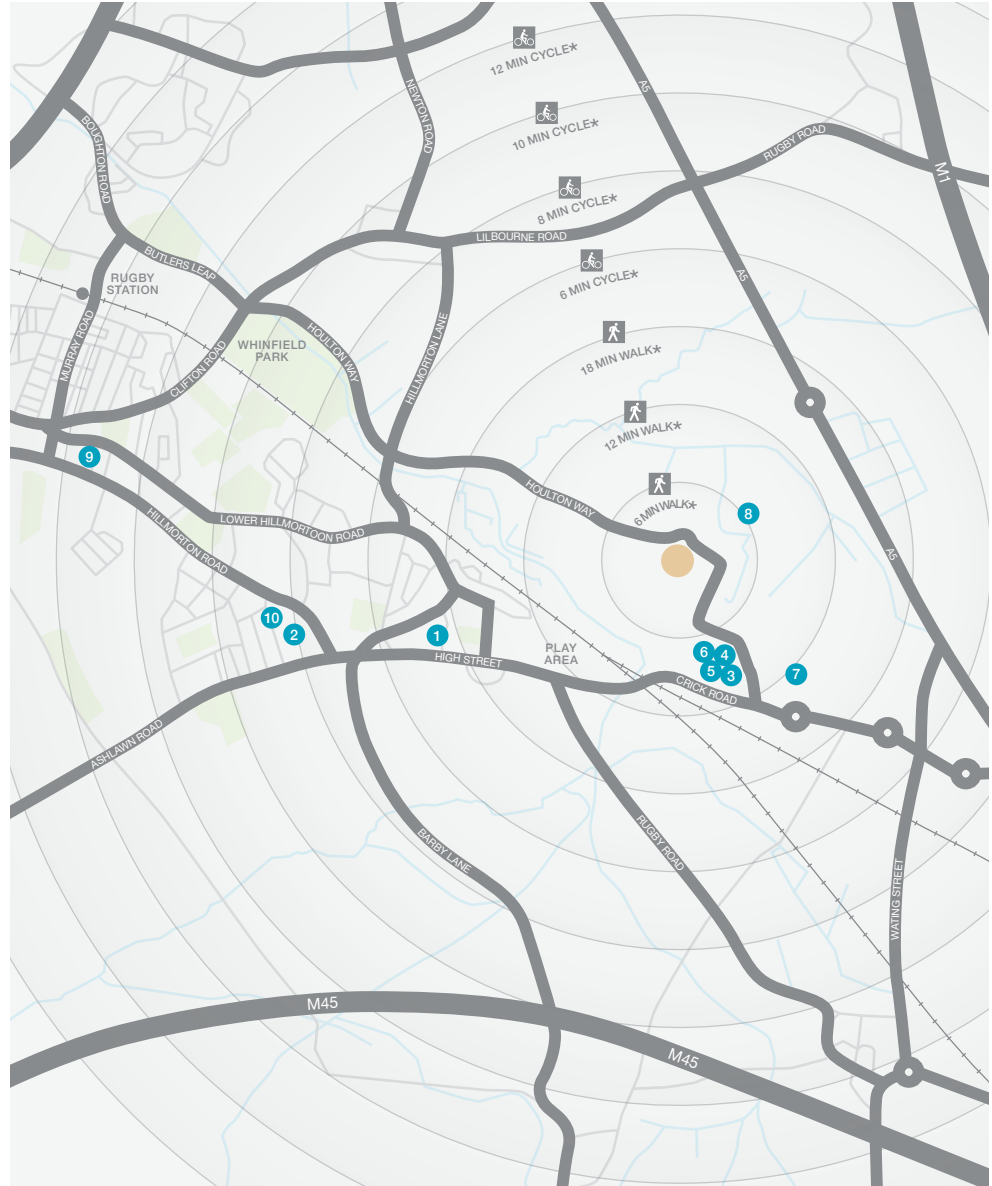 12 MIN CYCLE*
A5
NEWTON ROAD
10 MIN CYCLE*
RUGBY ROAD
BOUGHTON ROAD
M1
8 MIN CYCLE*
LILBOURNE ROAD
BUTLERS LEAP
RUGBY
STATION
6 MIN CYCLE*
A5
MURRAY ROAD
WHINFIELD
PARK
HOULTON WAY
HILLMORTON LANE
18 MIN WALK*
CLIFTON ROAD
12 MIN WALK*
9
HOULTON WAY
6 MIN WALK*
8
LOWER HILLMORTOON ROAD
HILLMORTON ROAD
A5
10
2
1
HIGH STREET
PLAY
AREA
6
4
5
3
7
CRICK ROAD
ASHLAWN ROAD
BARBY LANE
RUGBY ROAD
WATING STREET
M45
M45